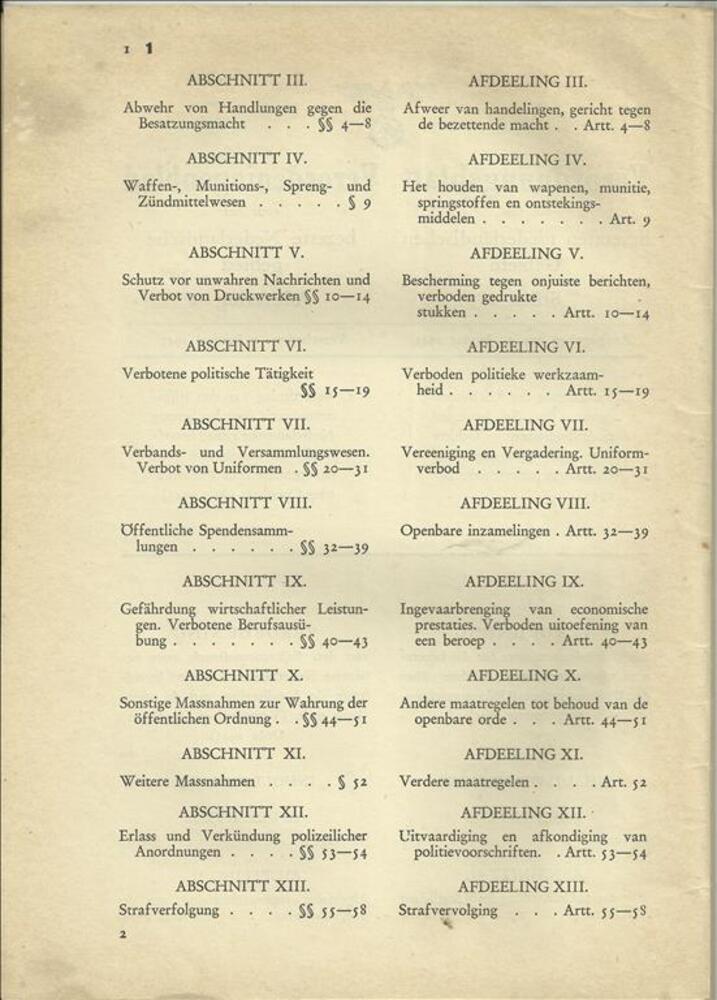 1 1
ABSCHNITT III.
Abwehr von Handlungen gegen die
Besatzungsmacht . . . §§ 4—8
ABSCHNITT IV.
Waffen-, Munitions-, Spreng- und
Zündmittelwesen . . . . . § 9
ABSCHNITT V.
Schutz vor unwahren Nachrichten und
Verbot von Druckwerken §§ 10—14
ABSCHNITT VI.
Verbotene politische Tätigkeit
§§ 15—19
ABSCHNITT VII.
Verbands- und Versammlungswesen.
Verbot von Uniformen . §§ 20—31
ABSCHNITT VIII.
Öffentliche Spendensamm-
lungen . . . . . . §§ 32—39
ABSCHNITT IX.
Gefährdung wirtschaftlicher Leistun-
gen. Verbotene Berufsausü-
bung . . . . . . . §§ 40—43
ABSCHNITT X.
Sonstige Massnahmen zur Wahrung der
öffentlichen Ordnung . . §§ 44—51
ABSCHNITT XI.
Weitere Massnahmen . . . . § 52
ABSCHNITT XII.
Erlass und Verkündung polizeilicher
Anordnungen . . . . §§ 53—54
ABSCHNITT XIII.
Strafverfolgung . . . . §§ 55—58
2
AFDEELING III.
Afweer van handelingen, gericht tegen
de bezettende macht . . Artt. 4—8
AFDEELING IV.
Het houden van wapenen, munitie,
springstoffen en ontstekings-
middelen . . . . . . . Art. 9
AFDEELING V.
Bescherming tegen onjuiste berichten,
verboden gedrukte
stukken . . . . . Artt. 10—14
AFDEELING VI.
Verboden politieke werkzaam-
heid . . . . . . Artt. 15—19
AFDEELING VII.
Vereeniging en Vergadering. Uniform-
verbod . . . . . Artt. 20—31
AFDEELING VIII.
Openbare inzamelingen . Artt. 32—39
AFDEELING IX.
Ingevaarbrenging van economische
prestaties. Verboden uitoefening van
een beroep . . . . Artt. 40—43
AFDEELING X.
Andere maatregelen tot behoud van de
openbare orde . . . Artt. 44—51
AFDEELING XI.
Verdere maatregelen . . . . Art. 52
AFDEELING XII.
Uitvaardiging en afkondiging van
politievoorschriften. . Artt. 53—54
AFDEELING XIII.
Strafvervolging . . . Artt. 55—58